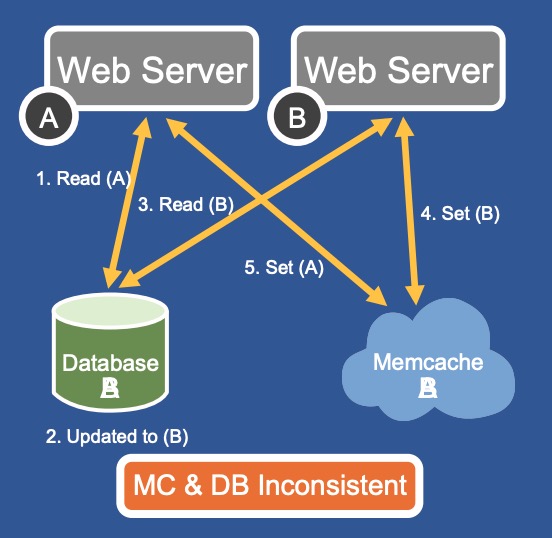 Web Server
Web Server
A
B
1. Read (A)
3. Read (B)
4. Set (B)
5. Set (A)
Database
Memcache
2. Updated to (B)
MC & DB Inconsistent